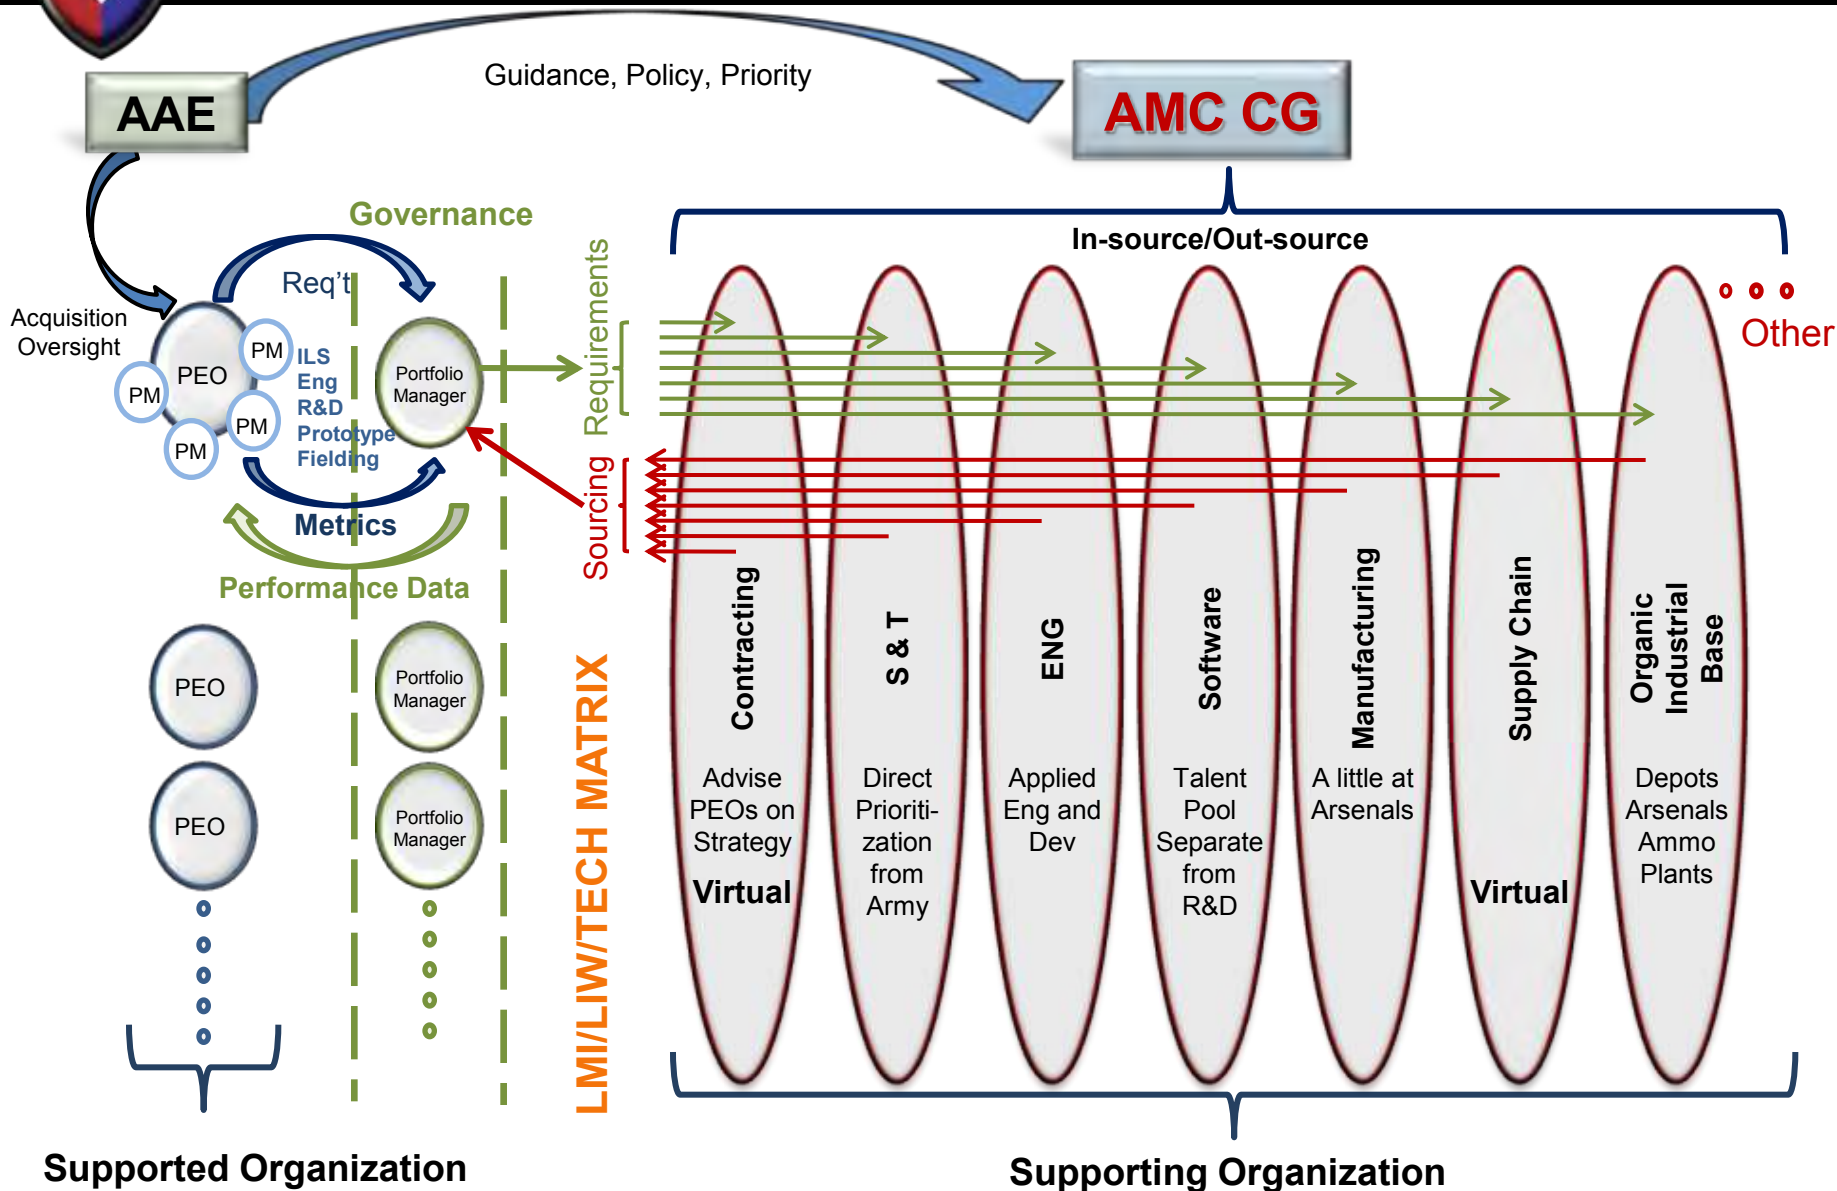 Guidance, Policy, Priority
AAE
AMC CG
Governance
In-source/Out-source
Req't
Acquisition
Oversight
PEO
PM
PM
PM
PM
ILS
Eng
R&D
Prototype
Fielding
Portfolio
Manager
Requirements
Sourcing
Other
Metrics
Performance Data
PEO
Portfolio
Manager
PEO
Portfolio
Manager
LMI/LIW/TECH MATRIX
Contracting
Advise
PEOs on
Strategy
Virtual
S & T
Direct
Prioriti-
zation
from
Army
ENG
Applied
Eng and
Dev
Software
Talent
Pool
Separate
from
R&D
Manufacturing
A little at
Arsenals
Supply Chain
Virtual
Organic
Industrial
Base
Depots
Arsenals
Ammo
Plants
Supported Organization
Supporting Organization